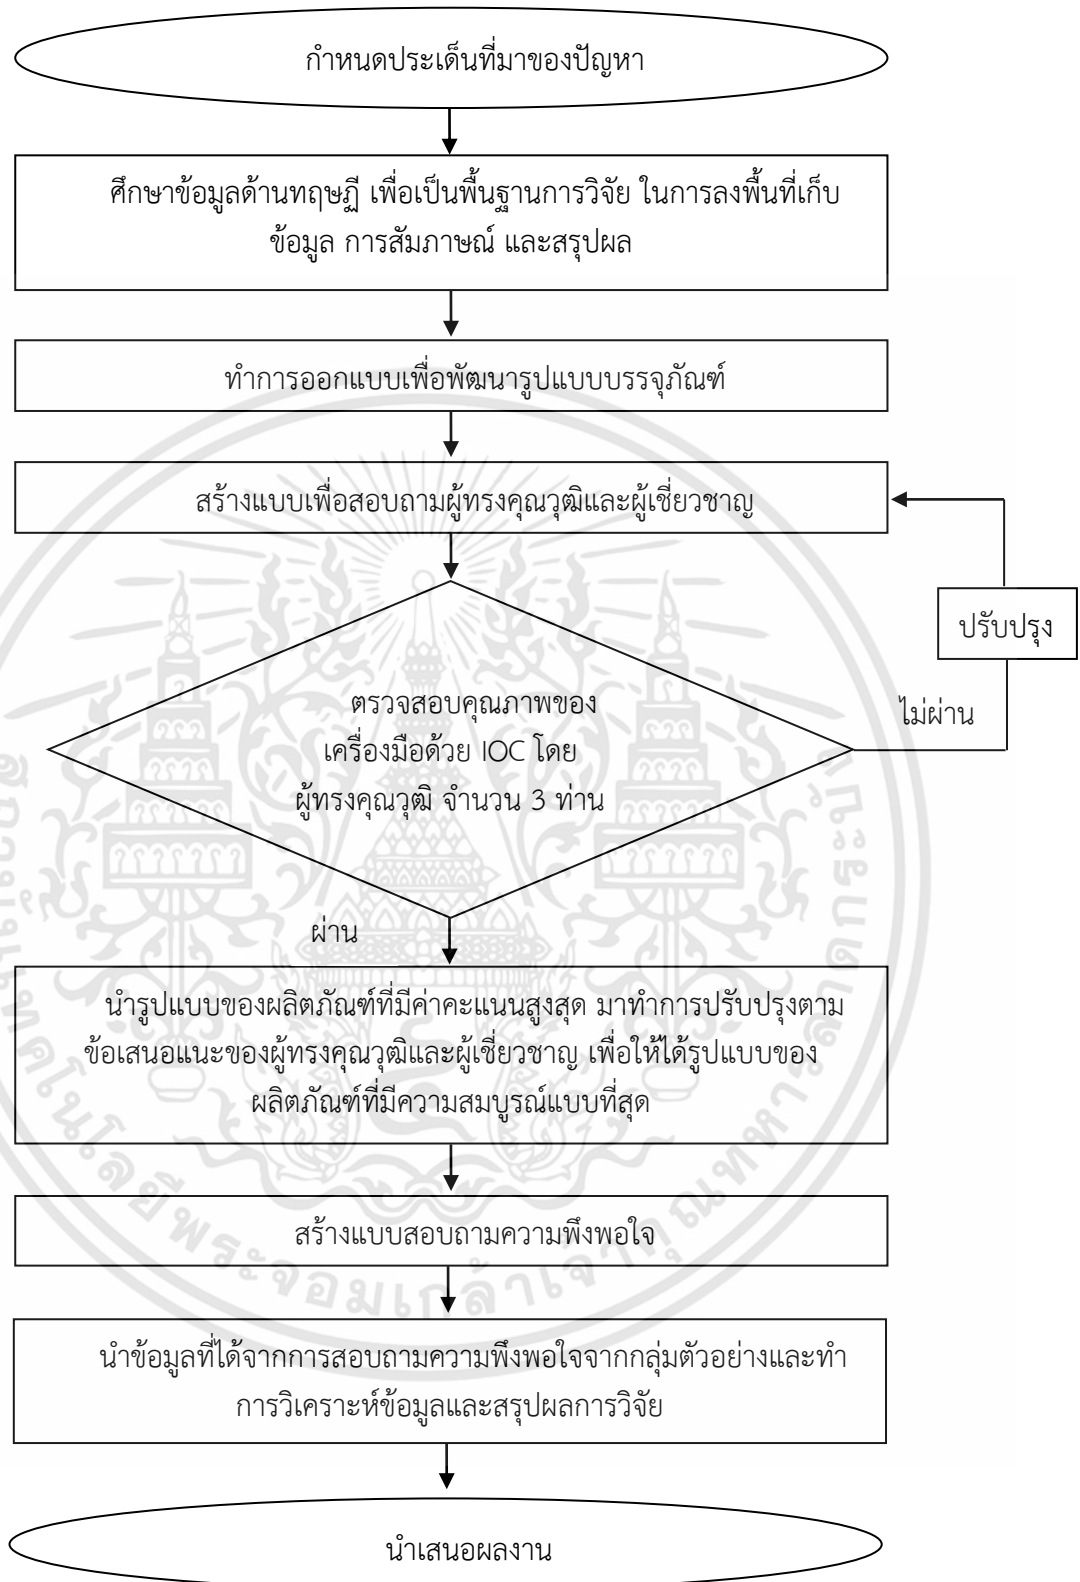 กำหนดประเด็นที่มาของปัญหา
ศึกษาข้อมูลด้านทฤษฎี เพื่อเป็นพื้นฐานการวิจัย ในการลงพื้นที่เก็บ
ข้อมูล การสัมภาษณ์ และสรุปผล
ทำการออกแบบเพื่อพัฒนารูปแบบบรรจุภัณฑ์
สร้างแบบเพื่อสอบถามผู้ทรงคุณวุฒิและผู้เชี่ยวชาญ
ปรับปรุง
ไม่ผ่าน
ตรวจสอบคุณภาพของ
เครื่องมือด้วย IOC โดย
ผู้ทรงคุณวุฒิ จำนวน 3 ท่าน
ผ่าน
นำรูปแบบของผลิตภัณฑ์ที่มีค่าคะแนนสูงสุด มาทำการปรับปรุงตาม
ข้อเสนอแนะของผู้ทรงคุณวุฒิและผู้เชี่ยวชาญ เพื่อให้ได้รูปแบบของ
ผลิตภัณฑ์ที่มีความสมบูรณ์แบบที่สุด
สร้างแบบสอบถามความพึงพอใจ
นำข้อมูลที่ได้จากการสอบถามความพึงพอใจจากกลุ่มตัวอย่างและทำ
การวิเคราะห์ข้อมูลและสรุปผลการวิจัย
นำเสนอผลงาน